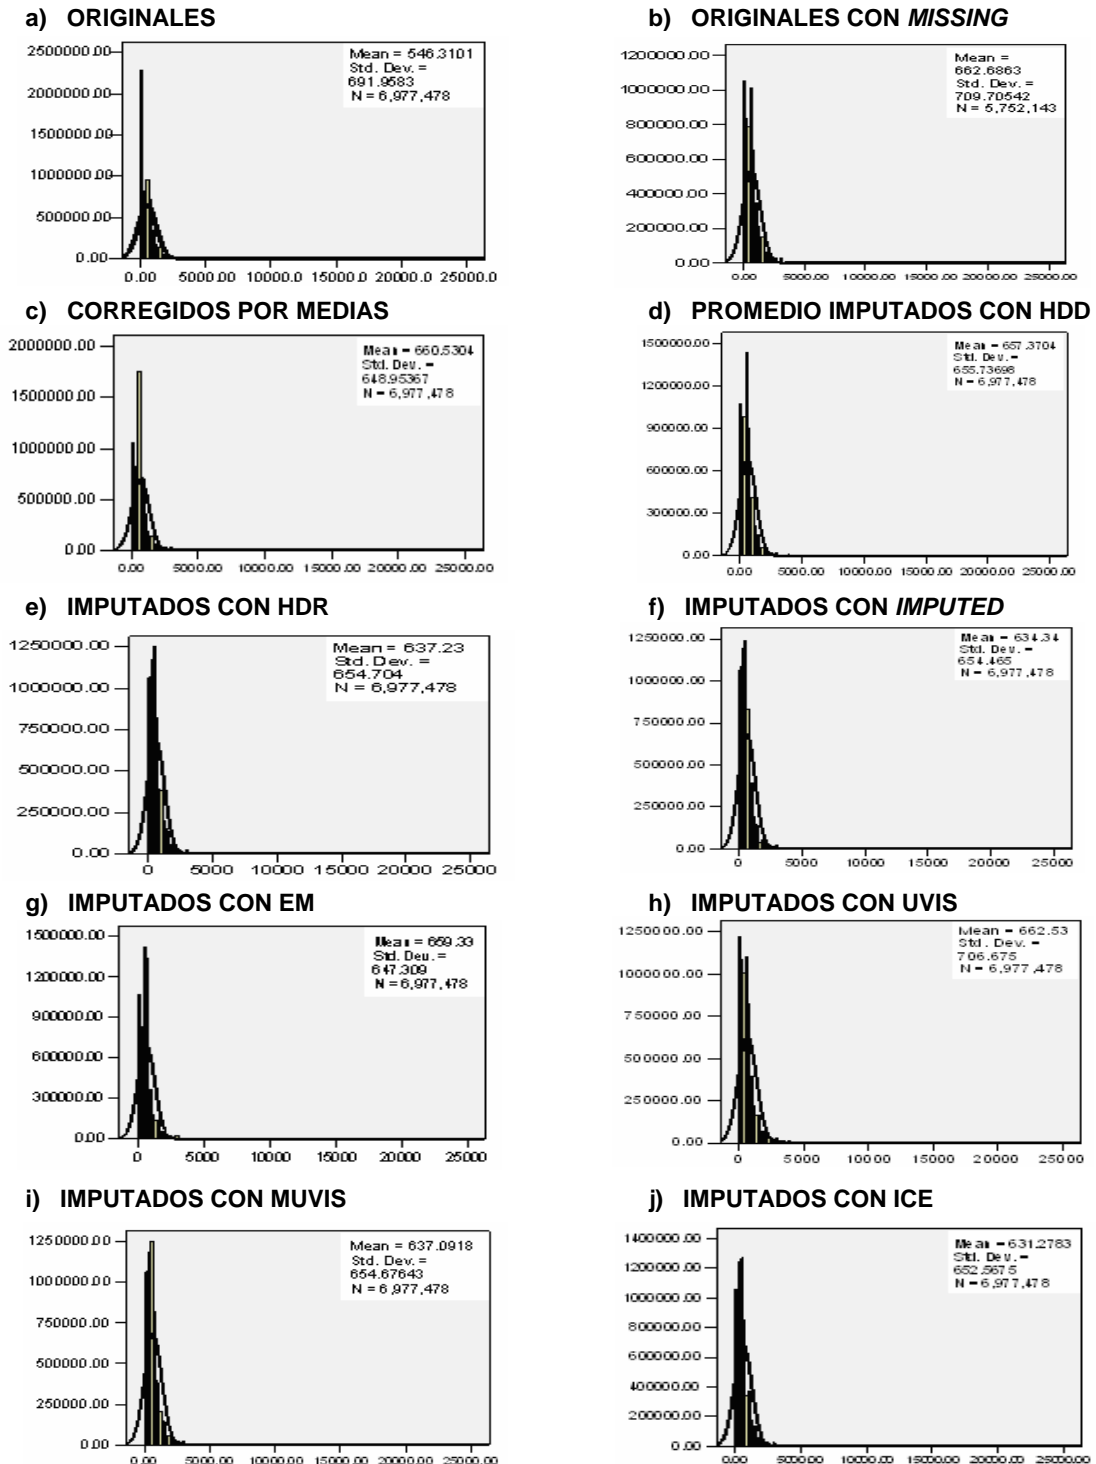 a) ORIGINALES
2500000.00
2000000.00
1500000.00
1000000.00
500000.00
0.00
0.00 5000.00 10000.0 15000.0 20000.0 25000.0
Mean = 546.3101
Std. Dev. =
691.9583
N = 6,977,478
b) ORIGINALES CON MISSING
1200000.00
1000000.00
800000.00
600000.00
400000.00
200000.00
0.00
0.00 5000.00 10000.00 15000.00 20000.00 25000.00
Mean =
662.6863
Std. Dev. =
709.70542
N = 5,752,143
c) CORREGIDOS POR MEDIAS
2000000.00
1500000.00
1000000.00
500000.00
0.00
0.00 5000.00 10000.00 15000.00 20000.00 25000.00
Mean = 660.5304
Std. Dev. =
648.95367
N = 6,977,478
d) PROMEDIO IMPUTADOS CON HDD
1500000.00
1200000.00
900000.00
600000.00
300000.00
0.00
0.00 5000.00 10000.00 15000.00 20000.00 25000.00
Mean = 657.3704
Std. Dev. =
655.73698
N = 6,977,478
e) IMPUTADOS CON HDR
1250000.00
1000000.00
750000.00
500000.00
250000.00
0.00
0 5000 10000 15000 20000 25000
Mean = 637.23
Std. Dev. =
654.704
N = 6,977,478
f) IMPUTADOS CON IMPUTED
1250000.00
1000000.00
750000.00
500000.00
250000.00
0.00
0 5000 10000 15000 20000 25000
Mean = 634.34
Std. Dev. =
654.465
N = 6,977,478
g) IMPUTADOS CON EM
1500000.00
1200000.00
900000.00
600000.00
300000.00
0.00
0 5000 10000 15000 20000 25000
Mean = 659.33
Std. Dev. =
647.309
N = 6,977,478
h) IMPUTADOS CON UVIS
1250000.00
1000000.00
750000.00
500000.00
250000.00
0.00
0 5000 10000 15000 20000 25000
Mean = 662.53
Std. Dev. =
706.675
N = 6,977,478
i) IMPUTADOS CON MUVIS
1250000.00
1000000.00
750000.00
500000.00
250000.00
0.00
0.00 5000.00 10000.00 15000.00 20000.00 25000.00
Mean = 637.0918
Std. Dev. =
654.67643
N = 6,977,478
j) IMPUTADOS CON ICE
1400000.00
1200000.00
1000000.00
800000.00
600000.00
400000.00
200000.00
0.00
0.00 5000.00 10000.00 15000.00 20000.00 25000.00
Mean = 631.2783
Std. Dev. =
652.5675
N = 6,977,478